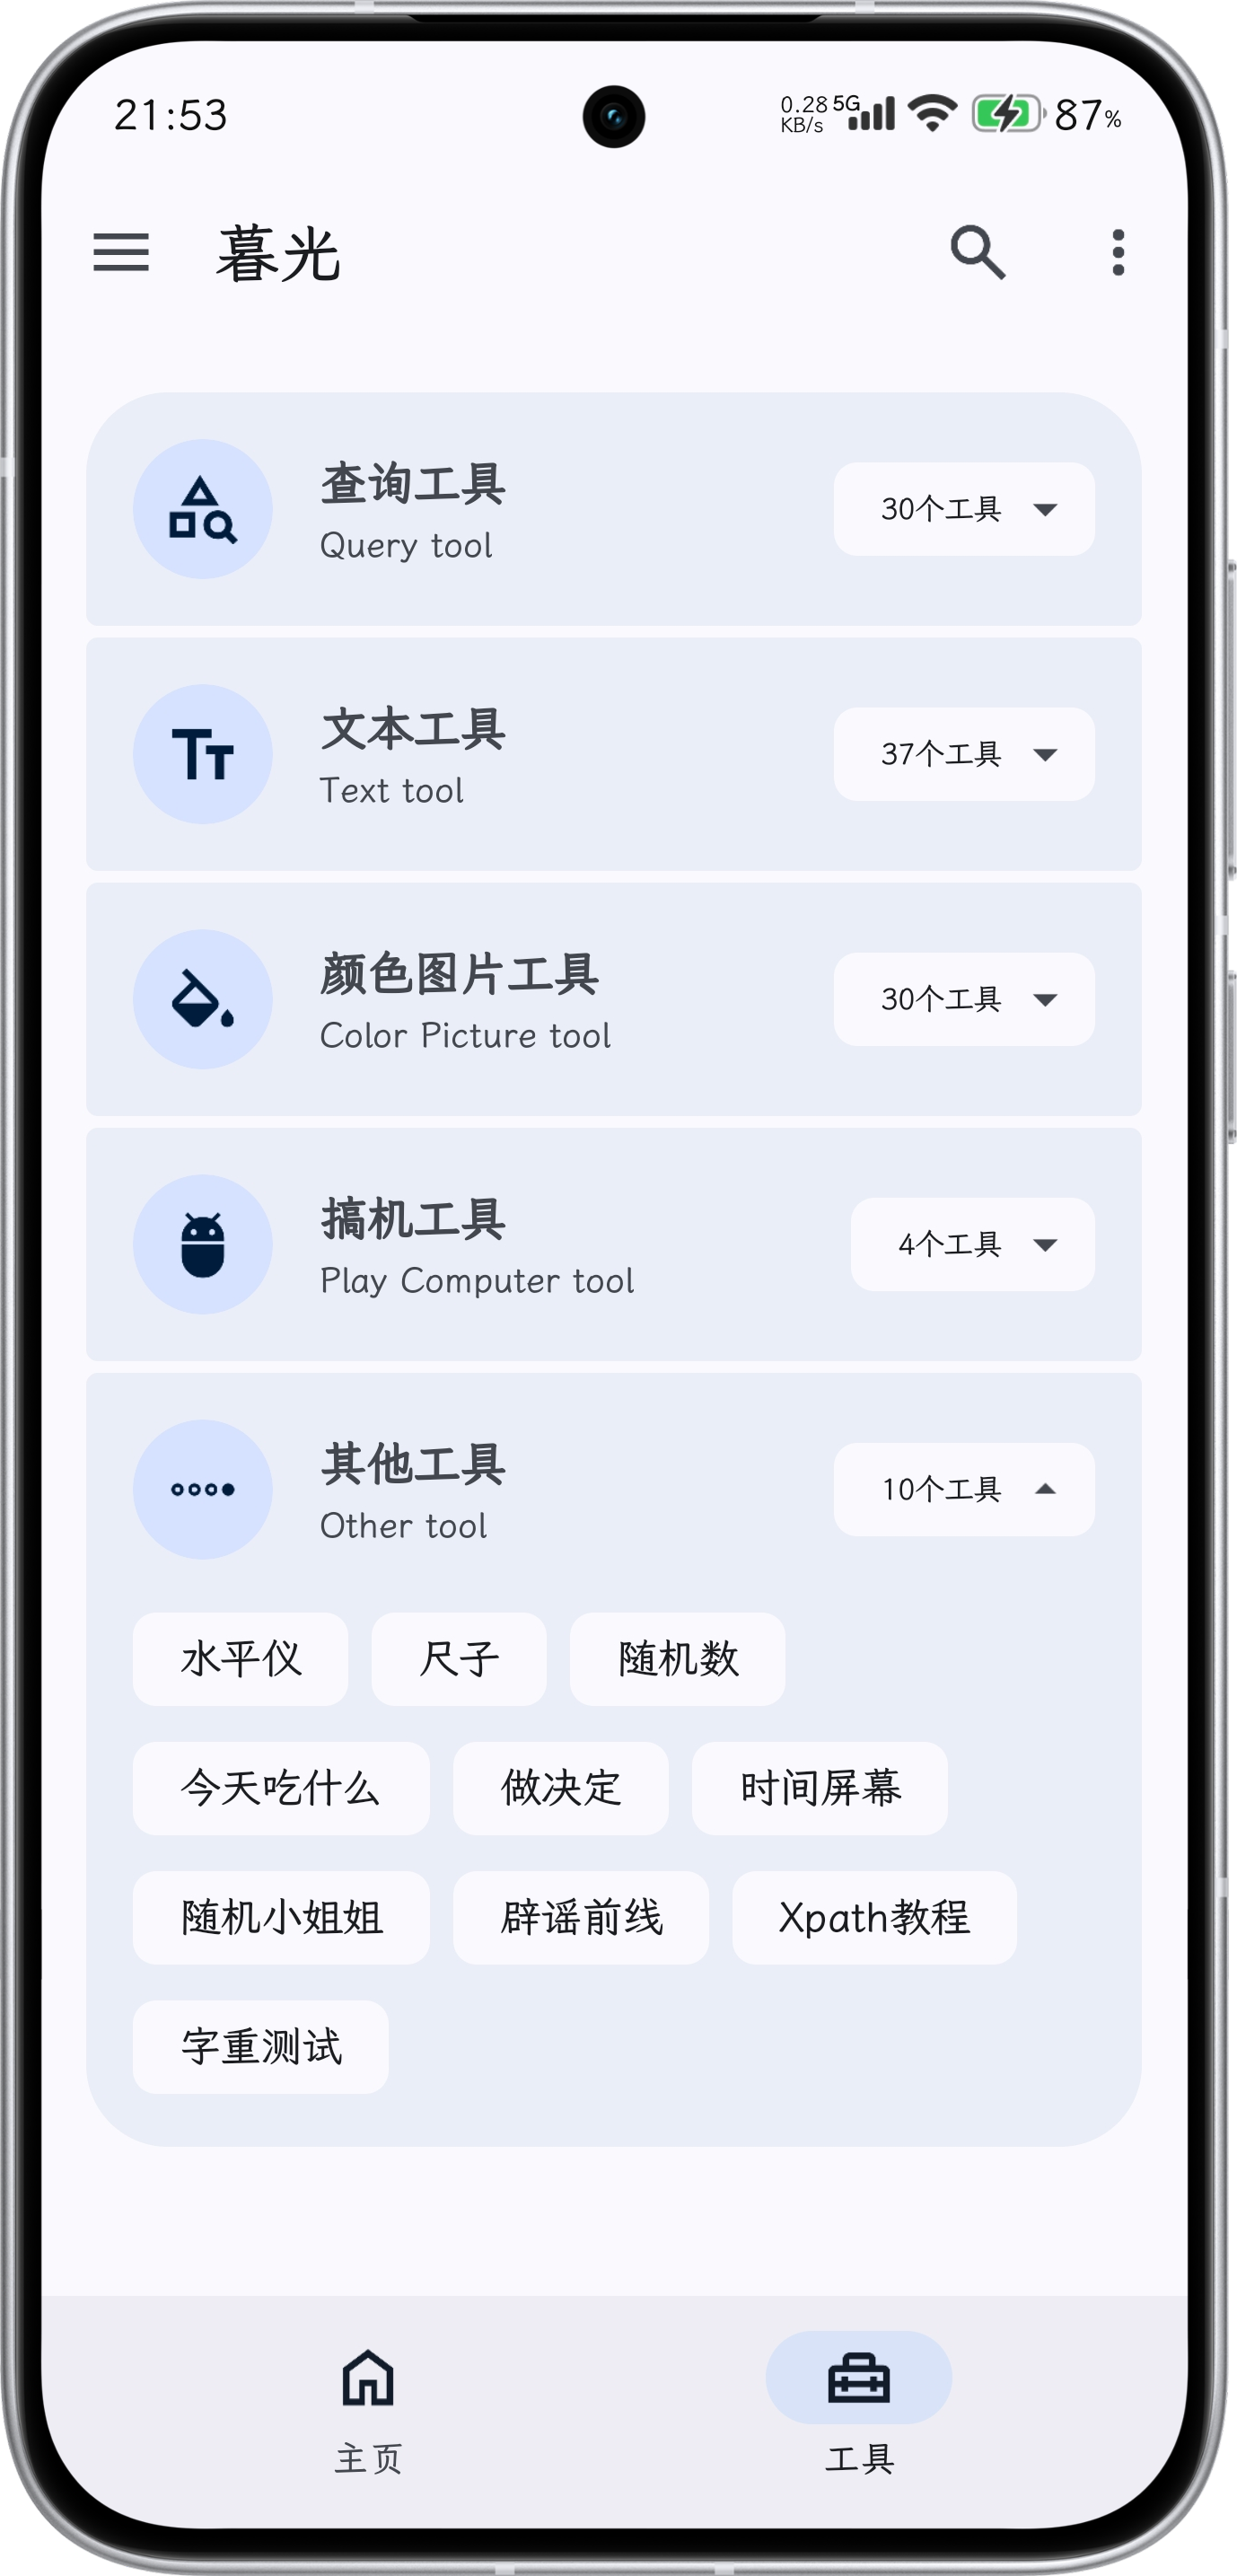 21:53
0.28 KB/s 5G 87%
暮光
查询工具
Query tool
30个工具
文本工具
Text tool
37个工具
颜色图片工具
Color Picture tool
30个工具
搞机工具
Play Computer tool
4个工具
其他工具
Other tool
10个工具
水平仪 尺子 随机数
今天吃什么 做决定 时间屏幕
随机小姐姐 辟谣前线 Xpath教程
字重测试
主页 工具